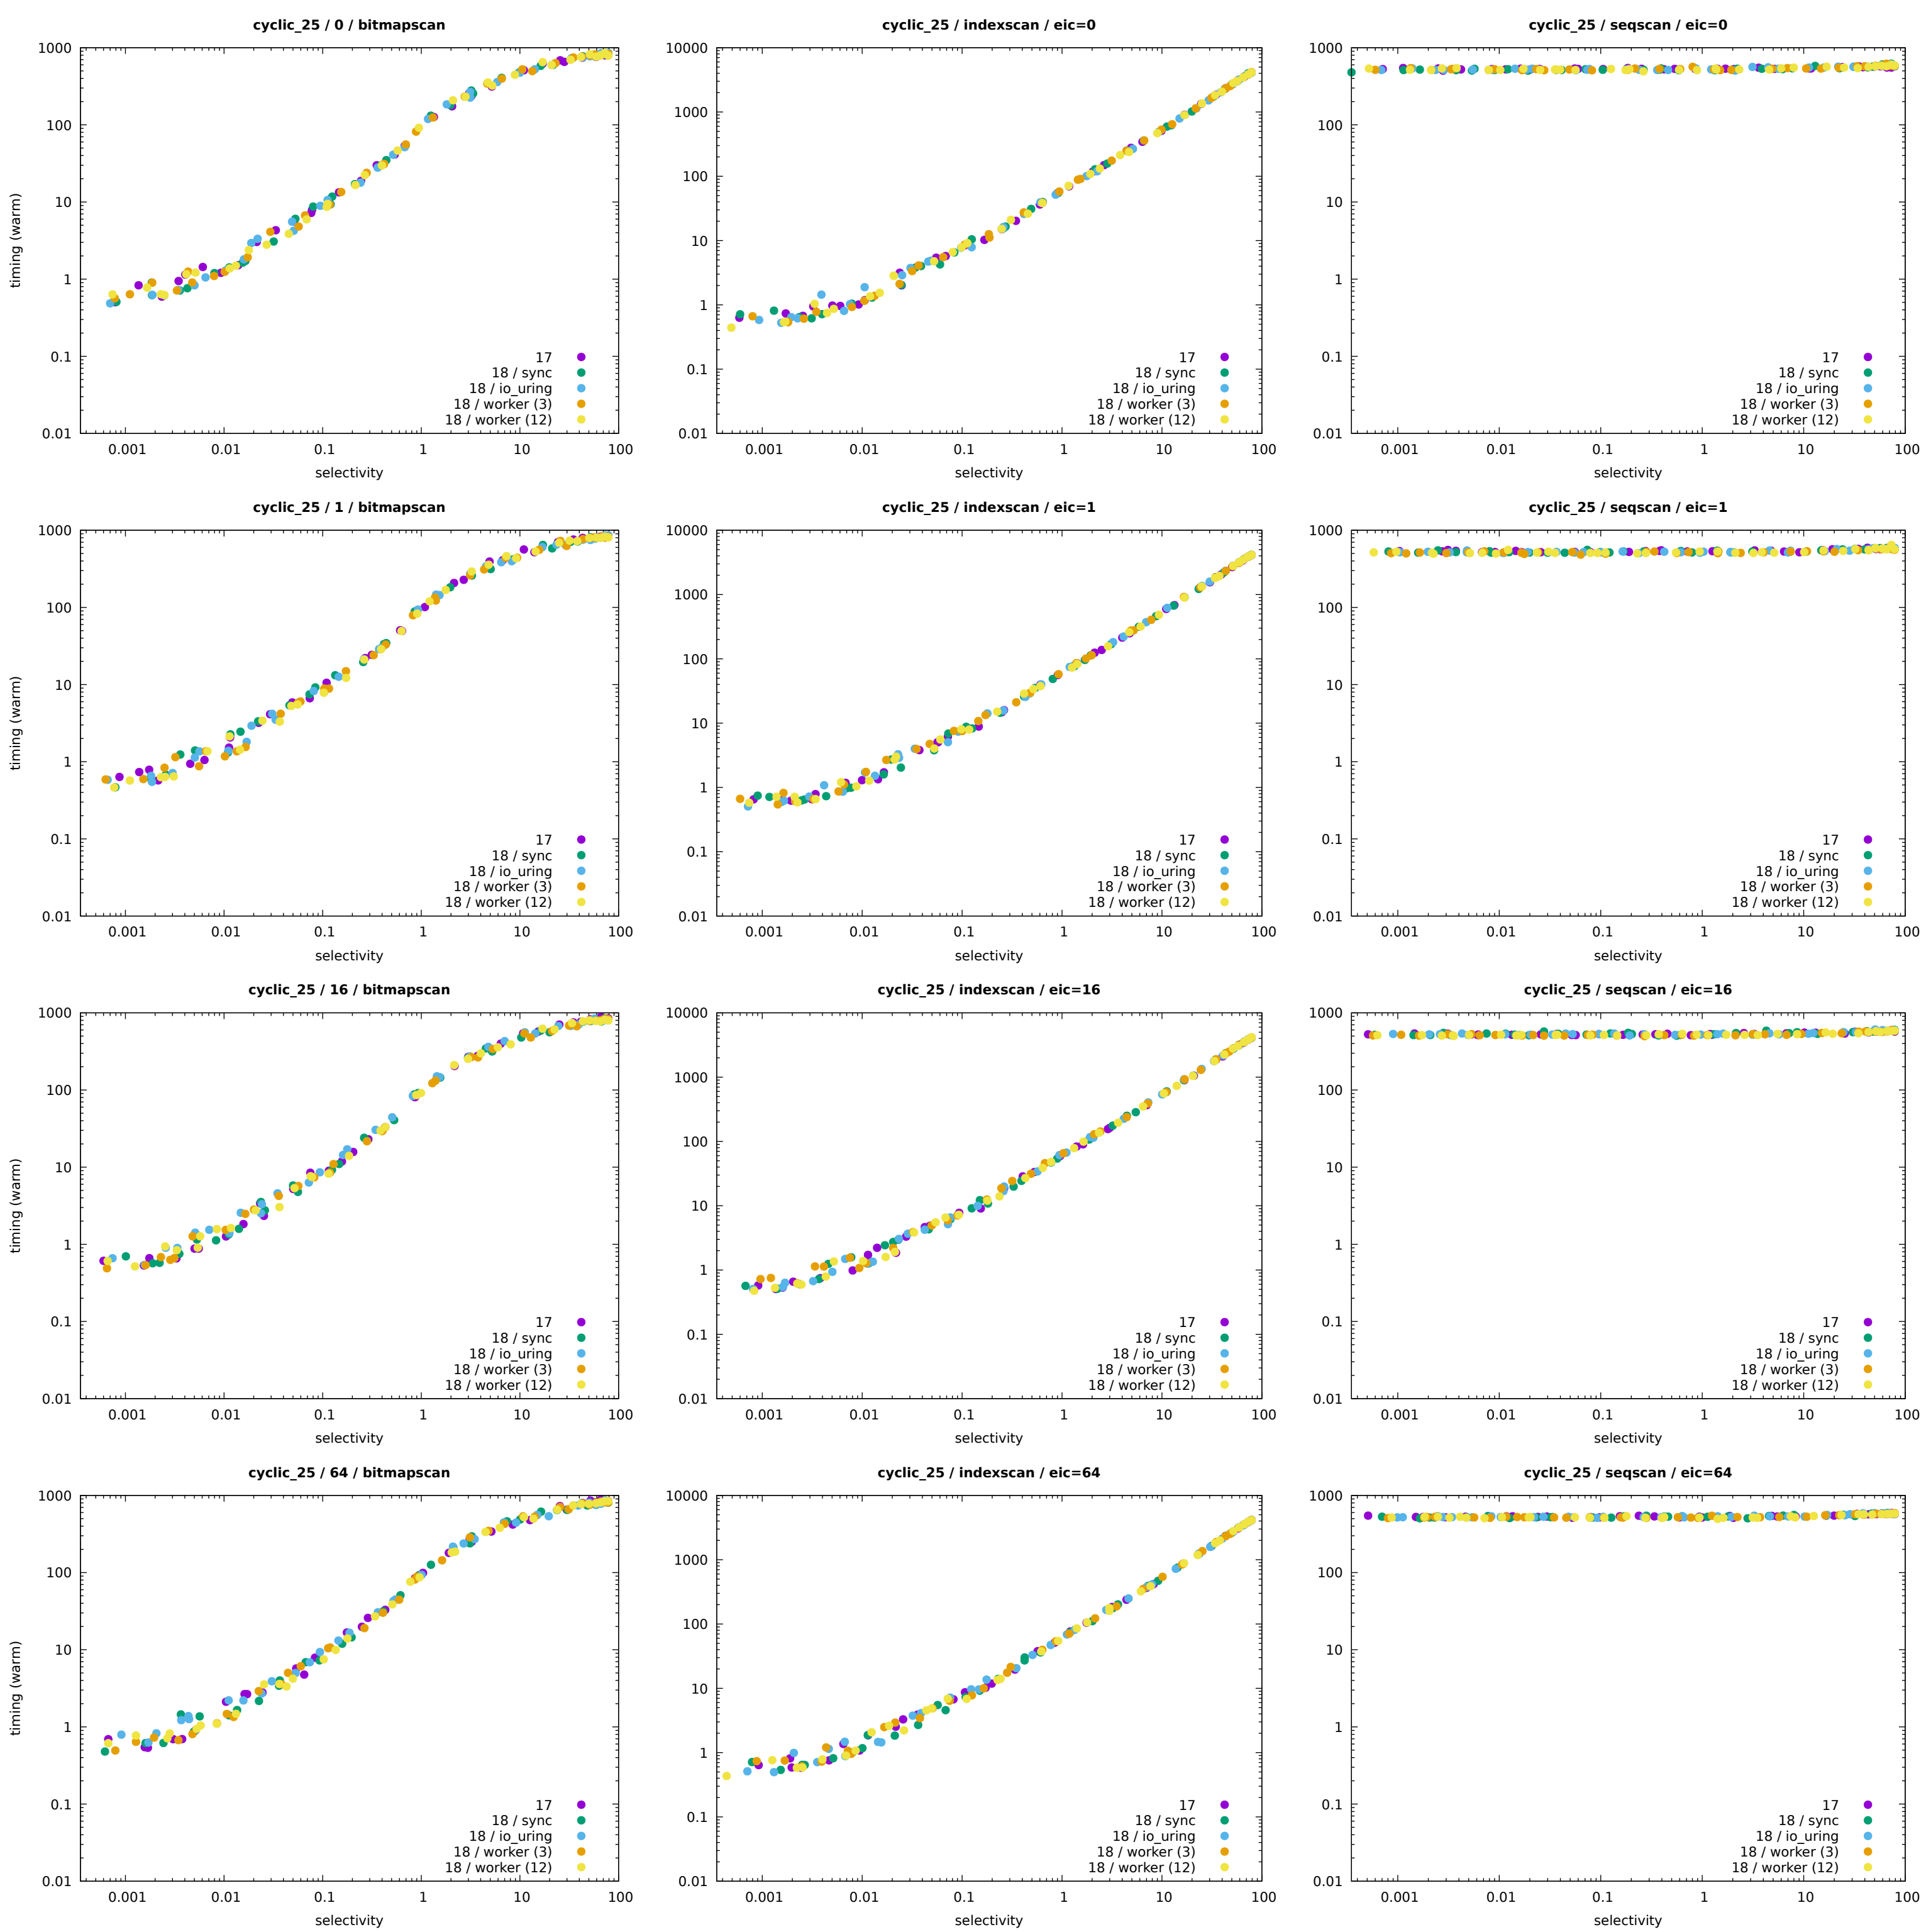 cyclic_25 / 0 / bitmapscan
1000
100
10
1
0.1
0.01
timing (warm)
17
18 / sync
18 / io_uring
18 / worker (3)
18 / worker (12)
0.001 0.01 0.1 1 10 100
selectivity
cyclic_25 / indexscan / eic=0
10000
1000
100
10
1
0.1
0.01
17
18 / sync
18 / io_uring
18 / worker (3)
18 / worker (12)
0.001 0.01 0.1 1 10 100
selectivity
cyclic_25 / seqscan / eic=0
1000
100
10
1
0.1
0.01
17
18 / sync
18 / io_uring
18 / worker (3)
18 / worker (12)
0.001 0.01 0.1 1 10 100
selectivity
cyclic_25 / 1 / bitmapscan
1000
100
10
1
0.1
0.01
timing (warm)
17
18 / sync
18 / io_uring
18 / worker (3)
18 / worker (12)
0.001 0.01 0.1 1 10 100
selectivity
cyclic_25 / indexscan / eic=1
10000
1000
100
10
1
0.1
0.01
17
18 / sync
18 / io_uring
18 / worker (3)
18 / worker (12)
0.001 0.01 0.1 1 10 100
selectivity
cyclic_25 / seqscan / eic=1
1000
100
10
1
0.1
0.01
17
18 / sync
18 / io_uring
18 / worker (3)
18 / worker (12)
0.001 0.01 0.1 1 10 100
selectivity
cyclic_25 / 16 / bitmapscan
1000
100
10
1
0.1
0.01
timing (warm)
17
18 / sync
18 / io_uring
18 / worker (3)
18 / worker (12)
0.001 0.01 0.1 1 10 100
selectivity
cyclic_25 / indexscan / eic=16
10000
1000
100
10
1
0.1
0.01
17
18 / sync
18 / io_uring
18 / worker (3)
18 / worker (12)
0.001 0.01 0.1 1 10 100
selectivity
cyclic_25 / seqscan / eic=16
1000
100
10
1
0.1
0.01
17
18 / sync
18 / io_uring
18 / worker (3)
18 / worker (12)
0.001 0.01 0.1 1 10 100
selectivity
cyclic_25 / 64 / bitmapscan
1000
100
10
1
0.1
0.01
timing (warm)
17
18 / sync
18 / io_uring
18 / worker (3)
18 / worker (12)
0.001 0.01 0.1 1 10 100
selectivity
cyclic_25 / indexscan / eic=64
10000
1000
100
10
1
0.1
0.01
17
18 / sync
18 / io_uring
18 / worker (3)
18 / worker (12)
0.001 0.01 0.1 1 10 100
selectivity
cyclic_25 / seqscan / eic=64
1000
100
10
1
0.1
0.01
17
18 / sync
18 / io_uring
18 / worker (3)
18 / worker (12)
0.001 0.01 0.1 1 10 100
selectivity